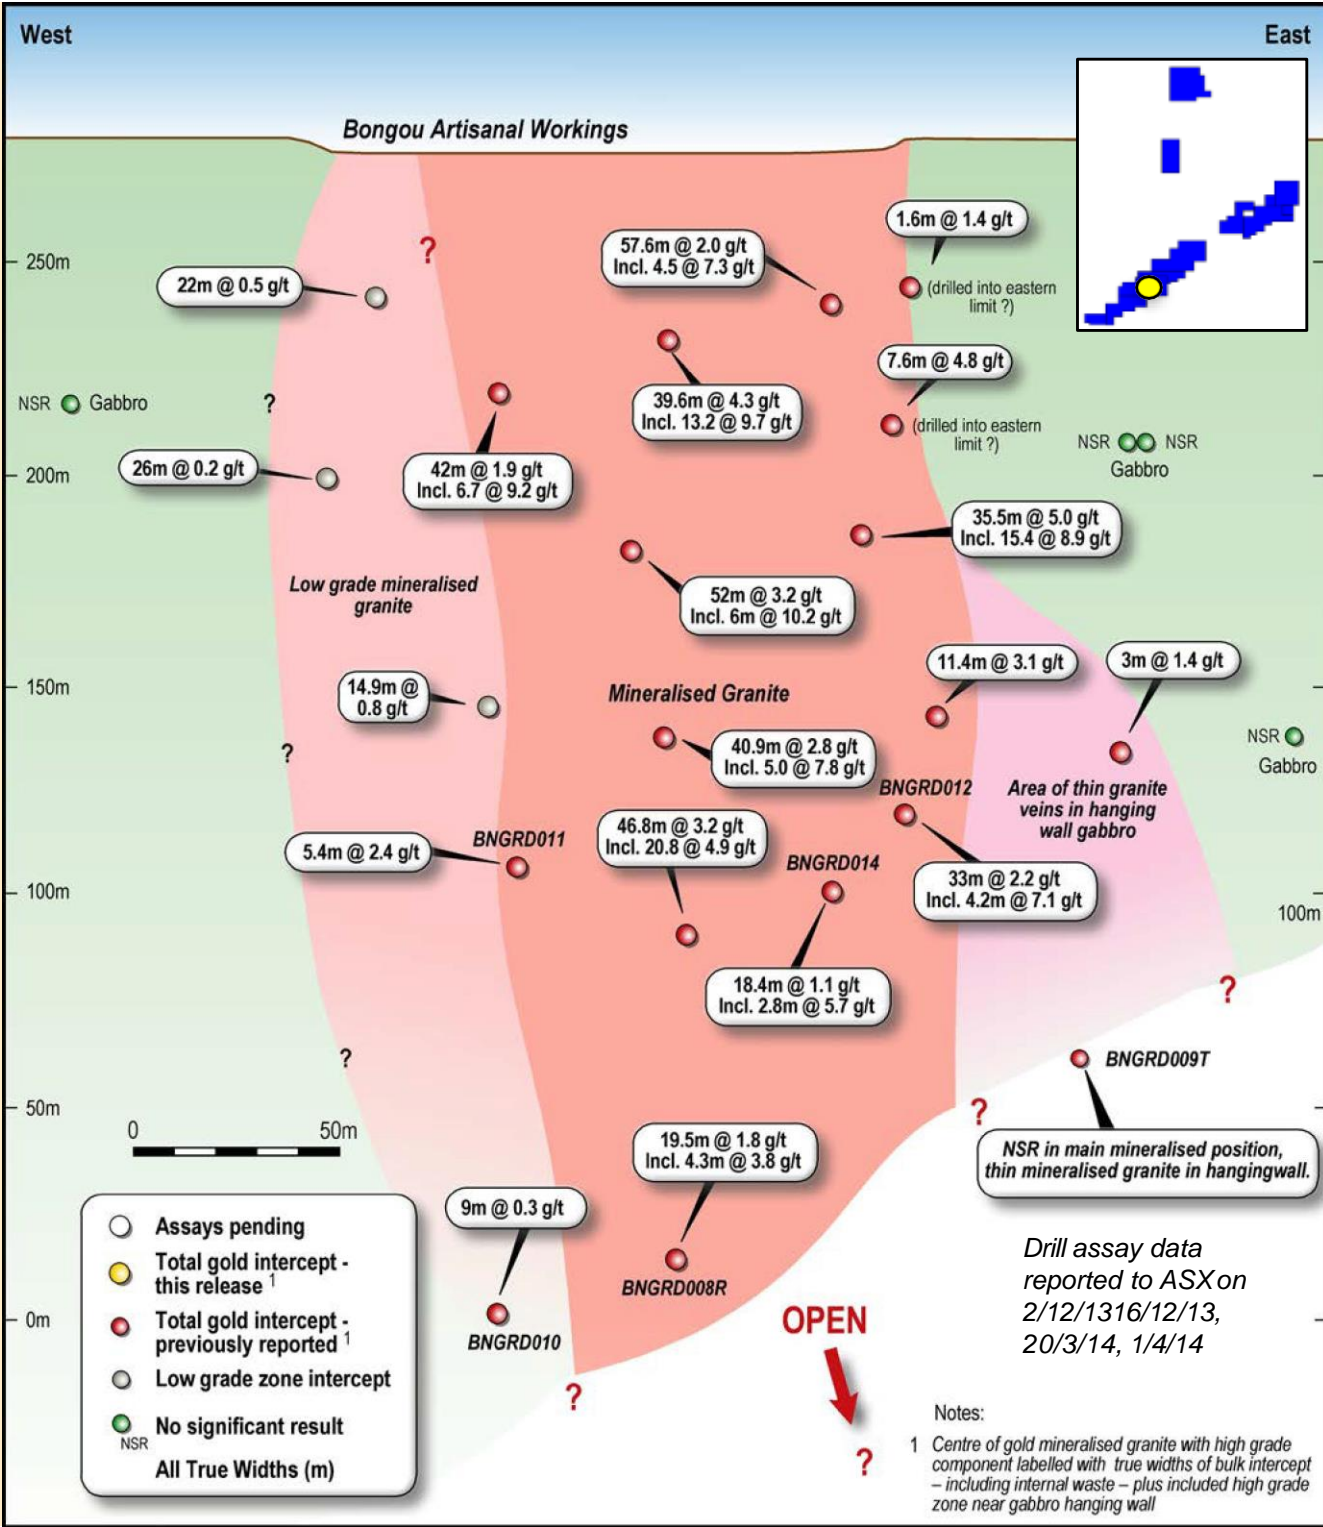 West
East
Bongou Artisanal Workings
1.6m @ 1.4 g/t
57.6m @ 2.0 g/t
Incl. 4.5 @ 7.3 g/t
250m
22m @ 0.5 g/t
?
(drilled into eastern
limit ?)
7.6m @ 4.8 g/t
39.6m @ 4.3 g/t
Incl. 13.2 @ 9.7 g/t
NSR
Gabbro
?
(drilled into eastern
limit ?)
NSR
NSR
Gabbro
26m @ 0.2 g/t
200m
42m @ 1.9 g/t
Incl. 6.7 @ 9.2 g/t
35.5m @ 5.0 g/t
Incl. 15.4 @ 8.9 g/t
Low grade mineralised
granite
52m @ 3.2 g/t
Incl. 6m @ 10.2 g/t
11.4m @ 3.1 g/t
3m @ 1.4 g/t
150m
14.9m @
0.8 g/t
Mineralised Granite
?
40.9m @ 2.8 g/t
Incl. 5.0 @ 7.8 g/t
NSR
Gabbro
BNGRD012
Area of thin granite
veins in hanging
wall gabbro
5.4m @ 2.4 g/t
BNGRD011
46.8m @ 3.2 g/t
Incl. 20.8 @ 4.9 g/t
BNGRD014
33m @ 2.2 g/t
Incl. 4.2m @ 7.1 g/t
100m
100m
18.4m @ 1.1 g/t
Incl. 2.8m @ 5.7 g/t
?
?
BNGRD009T
50m
?
0
50m
19.5m @ 1.8 g/t
Incl. 4.3m @ 3.8 g/t
NSR in main mineralised position,
thin mineralised granite in hangingwall.
9m @ 0.3 g/t
BNGRD008R
BNGRD010
0m
OPEN
?
?
Drill assay data
reported to ASX on
2/12/1316/12/13,
20/3/14, 1/4/14
Assays pending
Total gold intercept -
this release 1
Total gold intercept -
previously reported 1
Low grade zone intercept
No significant result
NSR
All True Widths (m)
Notes:
1 Centre of gold mineralised granite with high grade
component labelled with true widths of bulk intercept
– including internal waste – plus included high grade
zone near gabbro hanging wall